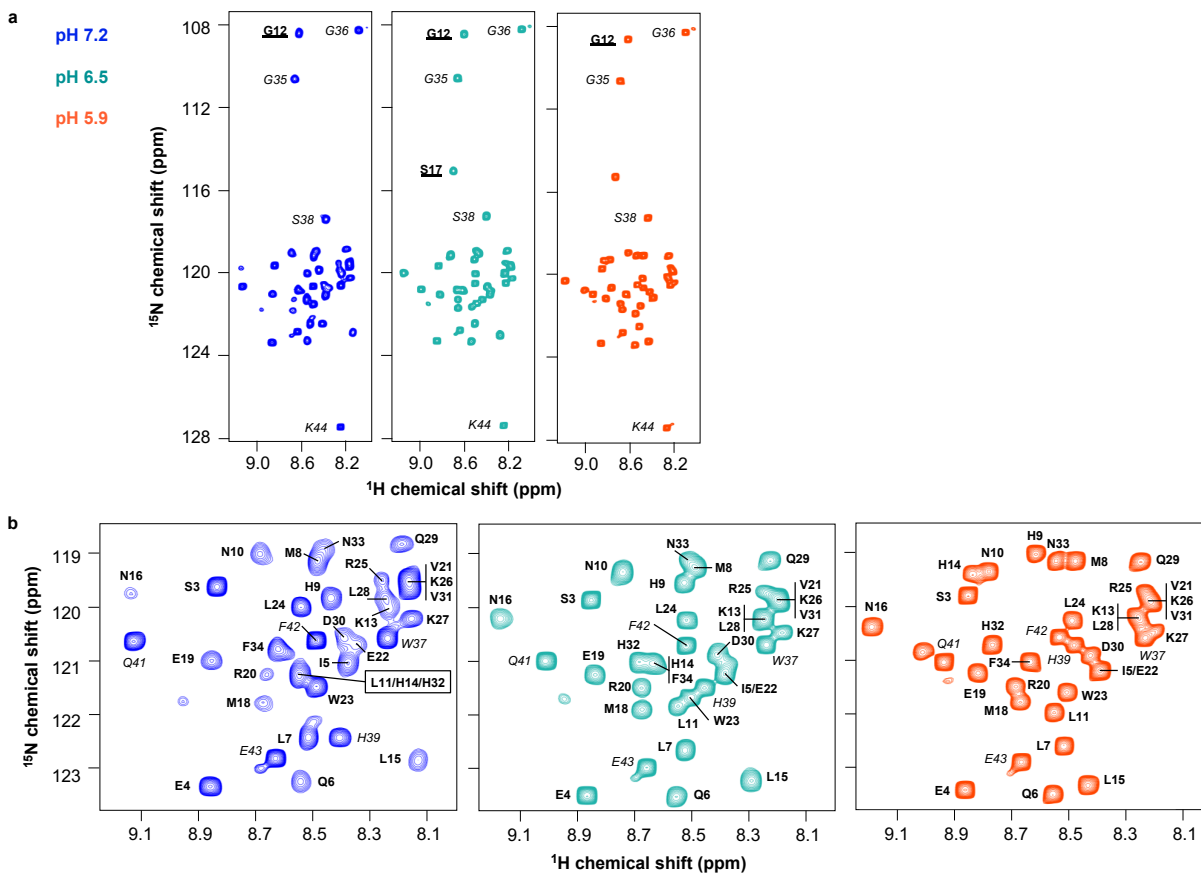 a
pH 7.2
pH 6.5
pH 5.9
108
112
116
120
124
128
¹⁵N chemical shift (ppm)
G12
G36
G35
S38
K44
9.0 8.6 8.2
G12
G36
G35
S17
S38
K44
9.0 8.6 8.2
G12
G36
G35
S38
K44
9.0 8.6 8.2
¹H chemical shift (ppm)
b
119
120
121
122
123
¹⁵N chemical shift (ppm)
N33
Q29
N10
M8
R25
V21
N16
S3
L28
K26
H9
V31
L24
K13
K27
F42
D30
F34
E22
W37
Q41
E19
I5
R20
L11/H14/H32
M18
W23
L7
H39
E43
L15
E4
Q6
9.1 8.9 8.7 8.5 8.3 8.1
N33
Q29
N10
M8
H9
R25
V21
N16
S3
K26
L24
K13
V31
F42
L28
K27
H32
D30
W37
Q41
H14
E19
F34
R20
I5/E22
H39
M18
W23
L11
L7
E43
L15
E4
Q6
9.1 8.9 8.7 8.5 8.3 8.1
H9
N33
Q29
N10
M8
H14
R25
V21
S3
K26
L24
K13
V31
N16
H32
L28
K27
F42
Q41
D30
W37
F34
H39
E19
R20
I5/E22
M18
W23
L11
L7
E43
L15
E4
Q6
9.1 8.9 8.7 8.5 8.3 8.1
¹H chemical shift (ppm)